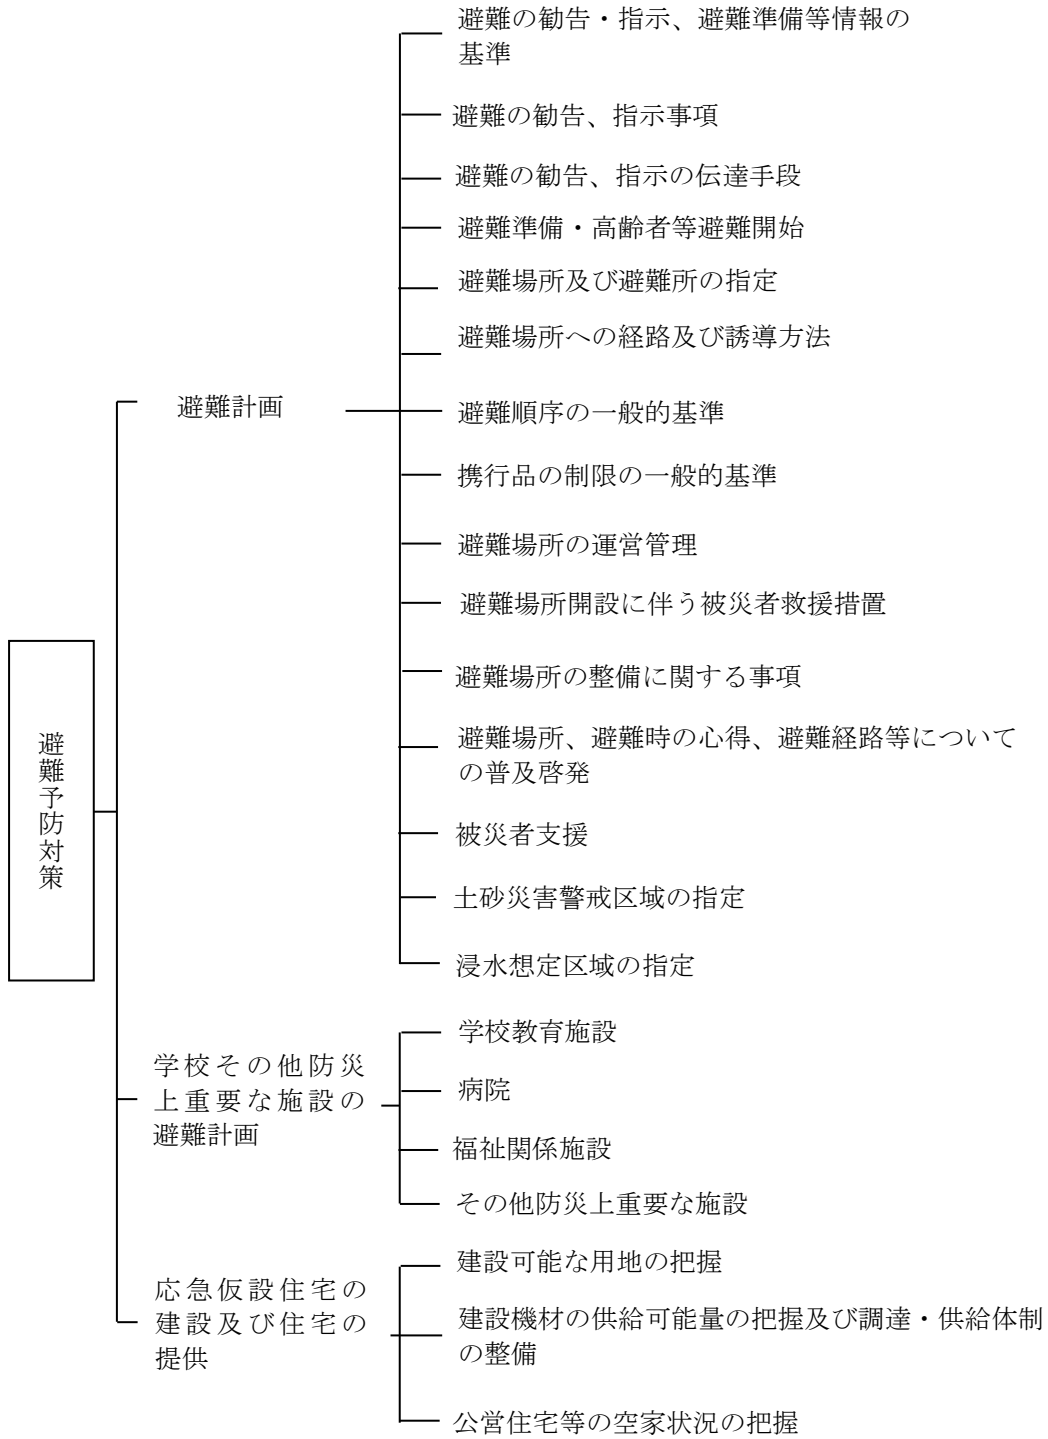 避難予防対策
避難計画
避難の勧告・指示、避難準備等情報の
基準
避難の勧告、指示事項
避難の勧告、指示の伝達手段
避難準備・高齢者等避難開始
避難場所及び避難所の指定
避難場所への経路及び誘導方法
避難順序の一般的基準
携行品の制限の一般的基準
避難場所の運営管理
避難場所開設に伴う被災者救援措置
避難場所の整備に関する事項
避難場所、避難時の心得、避難経路等について
の普及啓発
被災者支援
土砂災害警戒区域の指定
浸水想定区域の指定
学校その他防災
上重要な施設の
避難計画
学校教育施設
病院
福祉関係施設
その他防災上重要な施設
応急仮設住宅の
建設及び住宅の
提供
建設可能な用地の把握
建設機材の供給可能量の把握及び調達・供給体制
の整備
公営住宅等の空家状況の把握